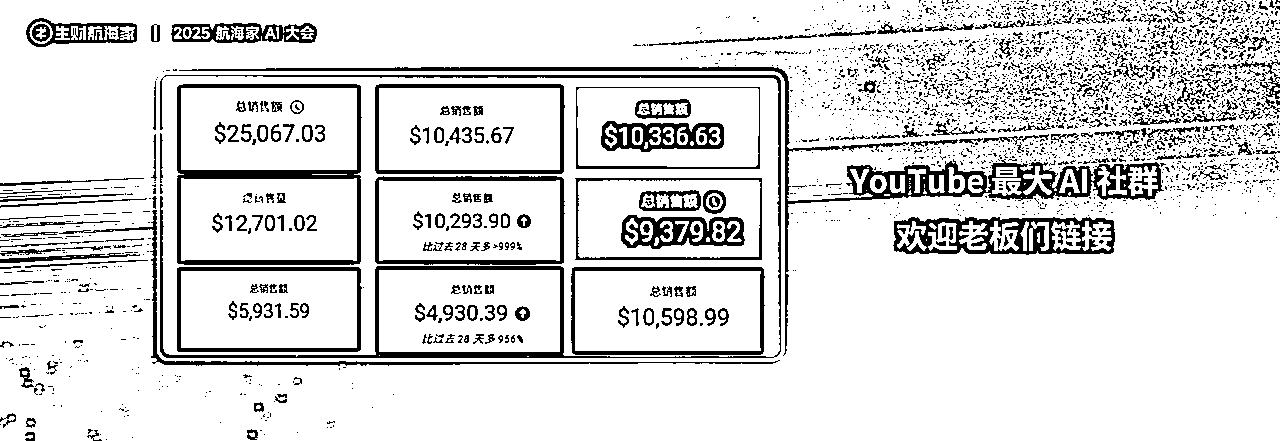 生财航海家 | 2025 航海家 AI 大会
总销售额
$25,067.03
总销售额
$10,435.67
总销售额
$10,336.63
$12,701.02
总销售额
$10,293.90
比过去 28 天多 >999%
总销售额
$9,379.82
总销售额
$5,931.59
总销售额
$4,930.39
比过去 28 天多 956%
总销售额
$10,598.99
YouTube 最大 AI 社群
欢迎老板们链接